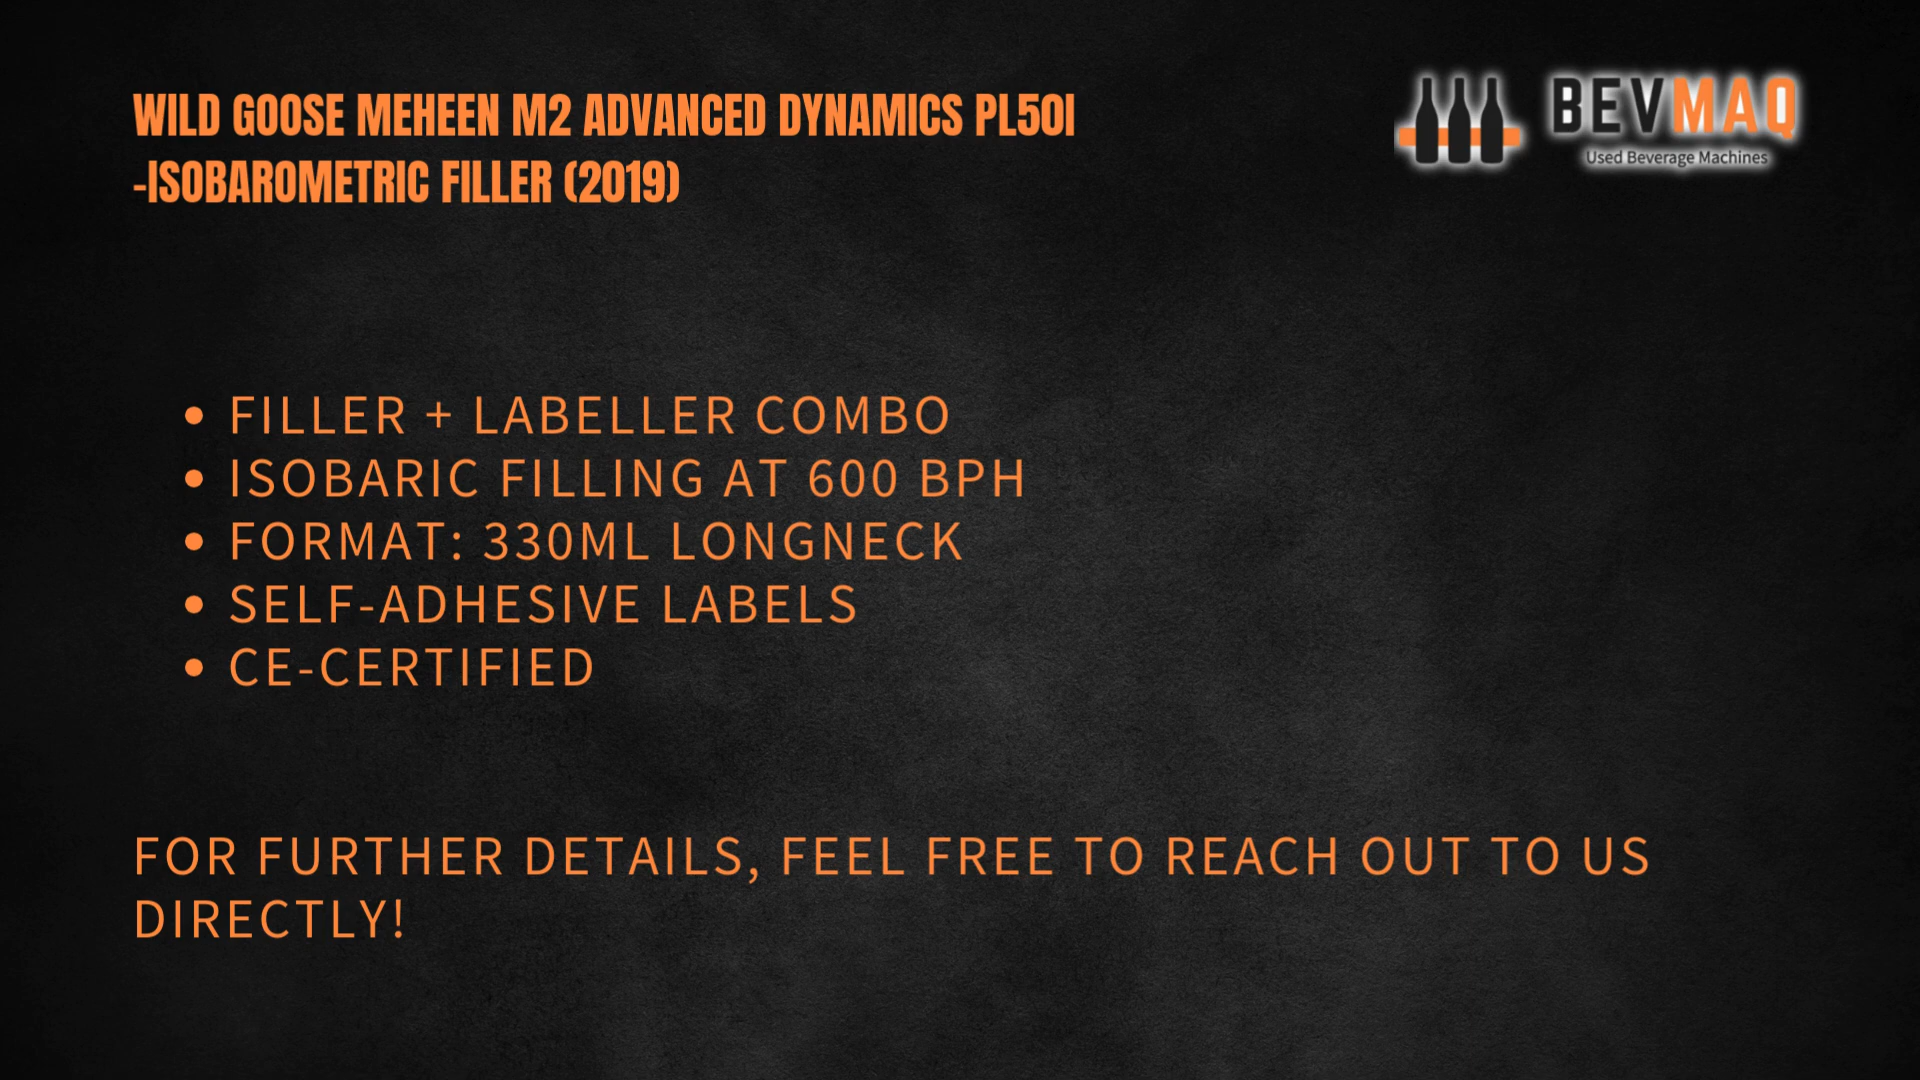 WILD GOOSE MEHEEN M2 ADVANCED DYNAMICS PL50I
-ISOBAROMETRIC FILLER (2019)
BEVMAQ
Used Beverage Machines
• FILLER + LABELLER COMBO
• ISOBARIC FILLING AT 600 BPH
• FORMAT: 330ML LONGNECK
• SELF-ADHESIVE LABELS
• CE-CERTIFIED
FOR FURTHER DETAILS, FEEL FREE TO REACH OUT TO US
DIRECTLY!